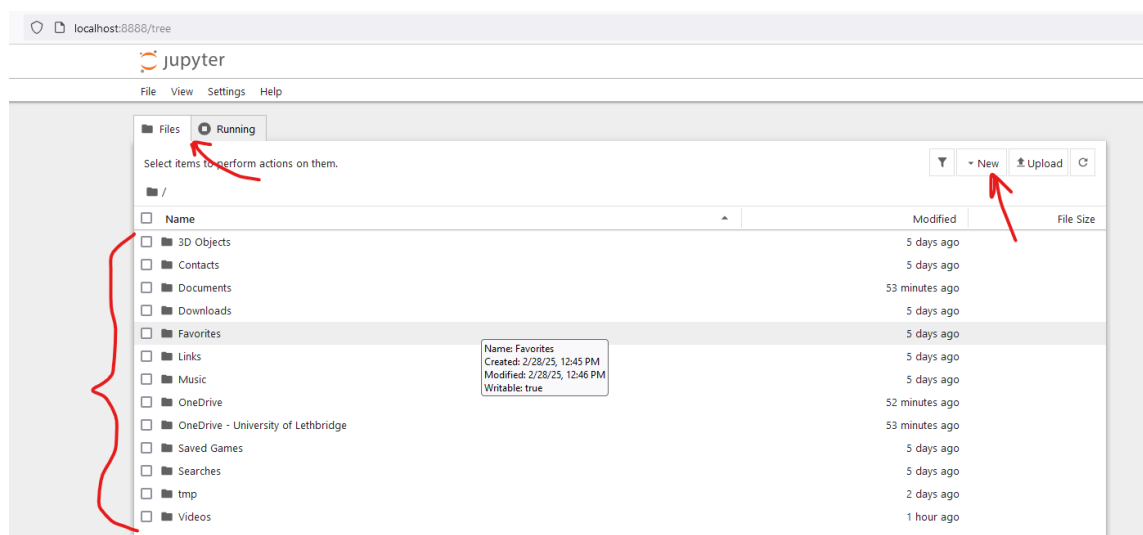 localhost:8888/tree
jupyter
File View Settings Help
Files Running
Select items to perform actions on them.
New Upload
/
Name Modified File Size
3D Objects 5 days ago
Contacts 5 days ago
Documents 53 minutes ago
Downloads 5 days ago
Favorites 5 days ago
Name: Favorites
Created: 2/28/25, 12:45 PM
Modified: 2/28/25, 12:46 PM
Writable: true
Links 5 days ago
Music 5 days ago
OneDrive 52 minutes ago
OneDrive - University of Lethbridge 53 minutes ago
Saved Games 5 days ago
Searches 5 days ago
tmp 2 days ago
Videos 1 hour ago